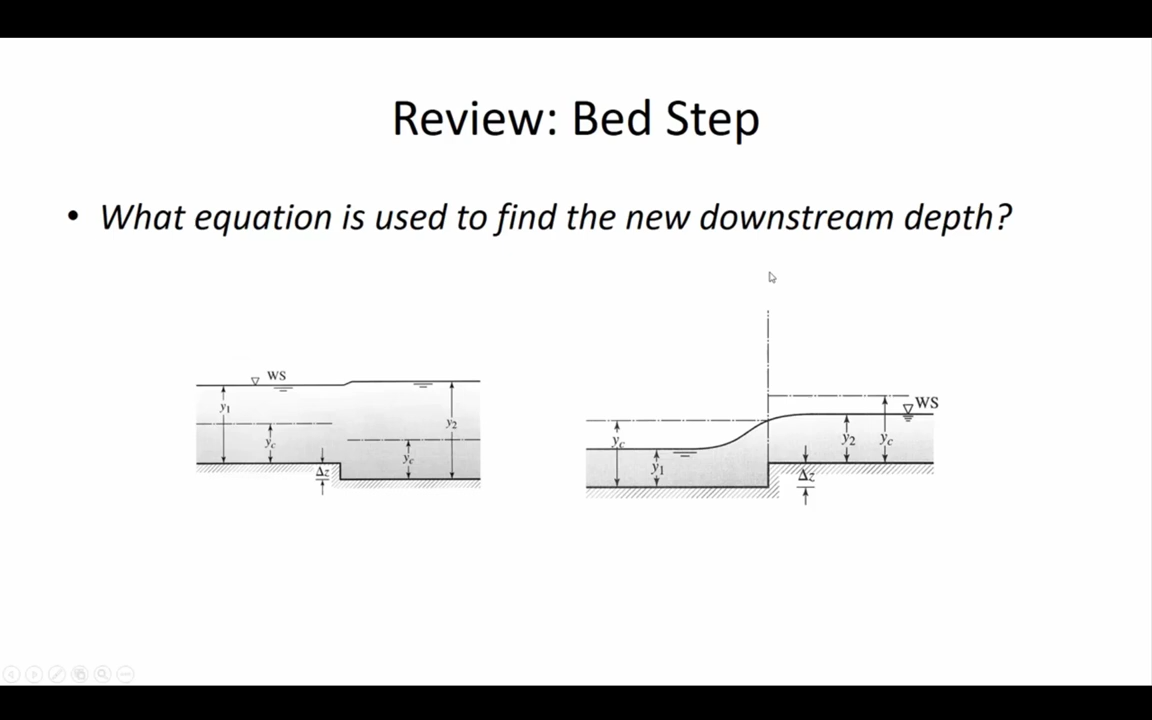 Review: Bed Step
• What equation is used to find the new downstream depth?
WS
y₁
yc
Δz
yc
y₂
yc
y₁
Δz
y₂
yc
WS